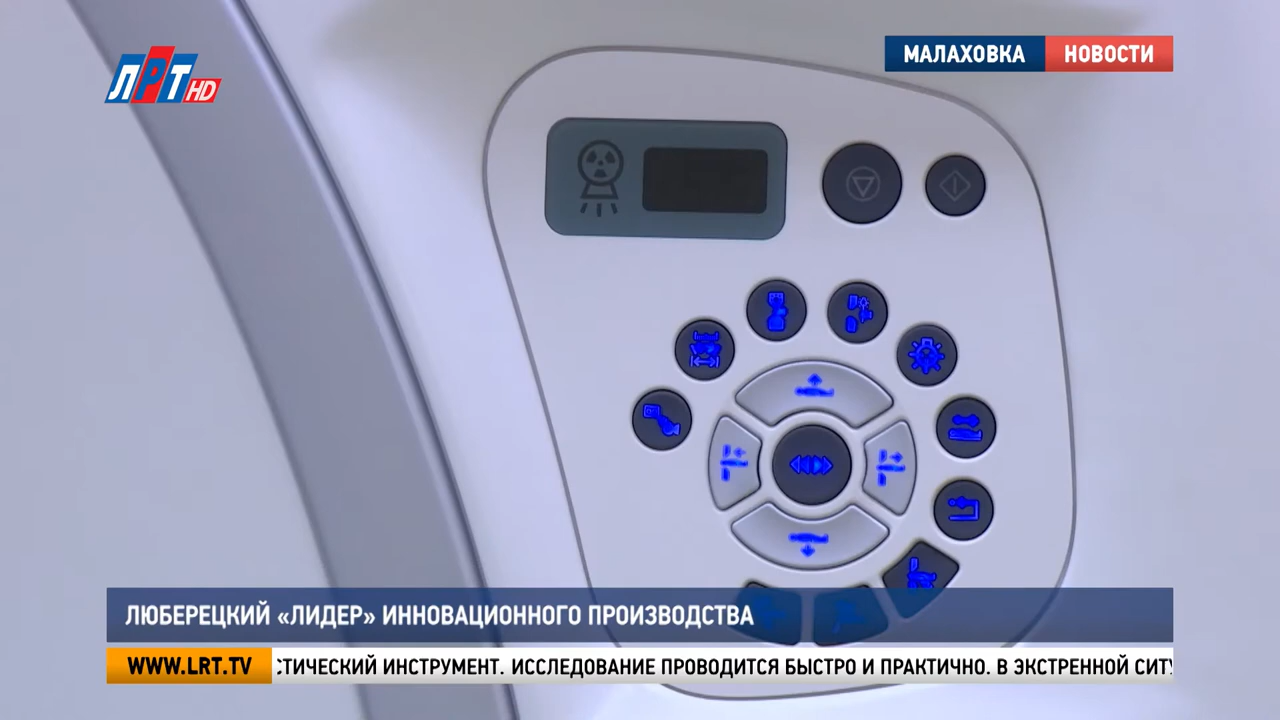 ЛРТ HD
МАЛАХОВКА НОВОСТИ
ЛЮБЕРЕЦКИЙ «ЛИДЕР» ИННОВАЦИОННОГО ПРОИЗВОДСТВА
WWW.LRT.TV СТИЧЕСКИЙ ИНСТРУМЕНТ. ИССЛЕДОВАНИЕ ПРОВОДИТСЯ БЫСТРО И ПРАКТИЧНО. В ЭКСТРЕННОЙ СИТУ